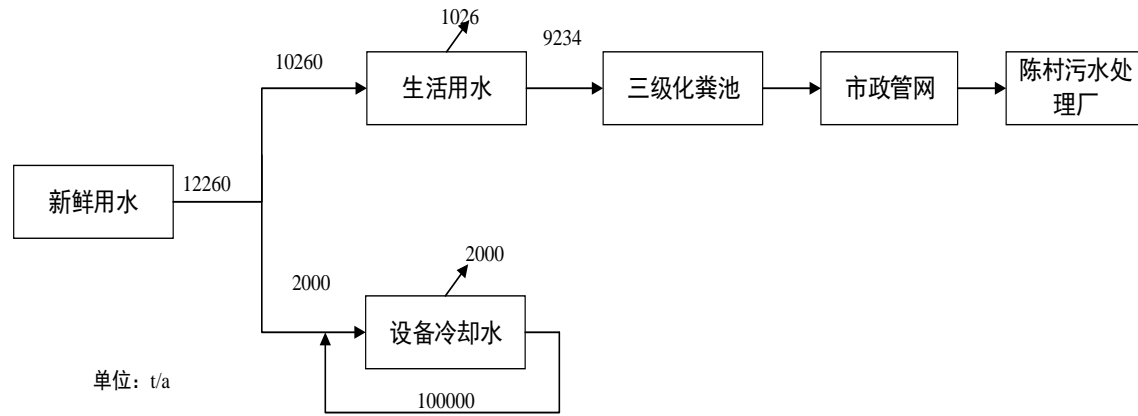 1026
9234
10260
生活用水
三级化粪池
市政管网
陈村污水处
理厂
新鲜用水
12260
2000
2000
设备冷却水
单位：t/a
100000